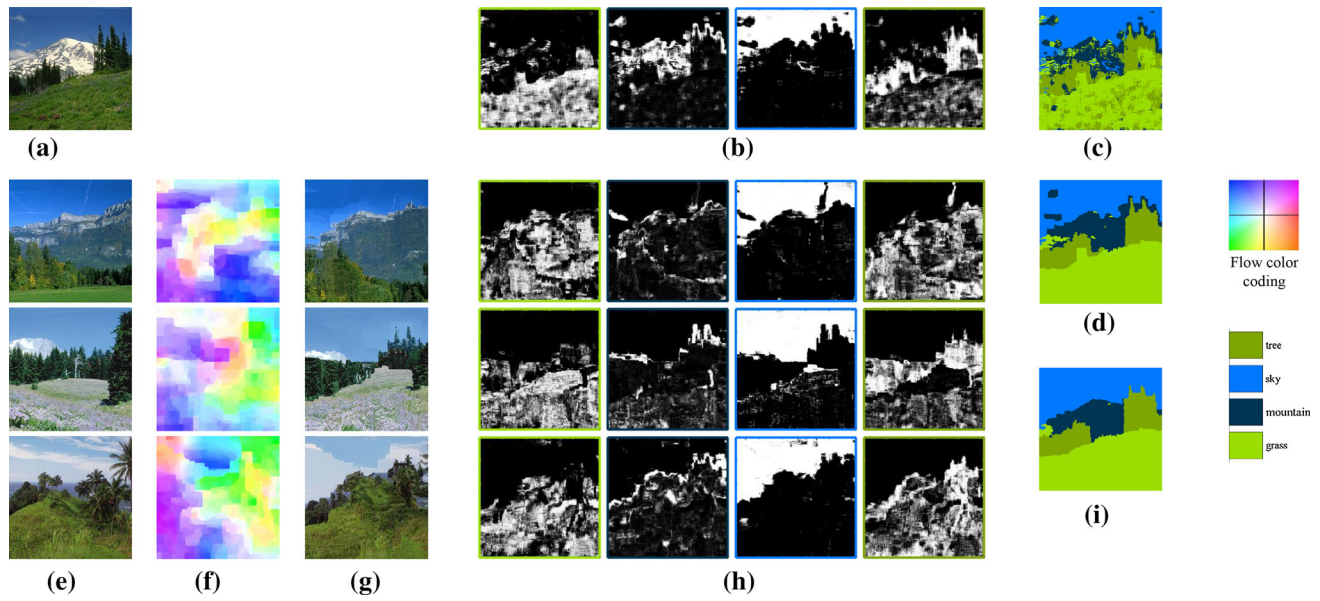 (a)
(b)
(c)
Flow color
coding
(d)
tree
sky
mountain
grass
(e)
(f)
(g)
(h)
(i)